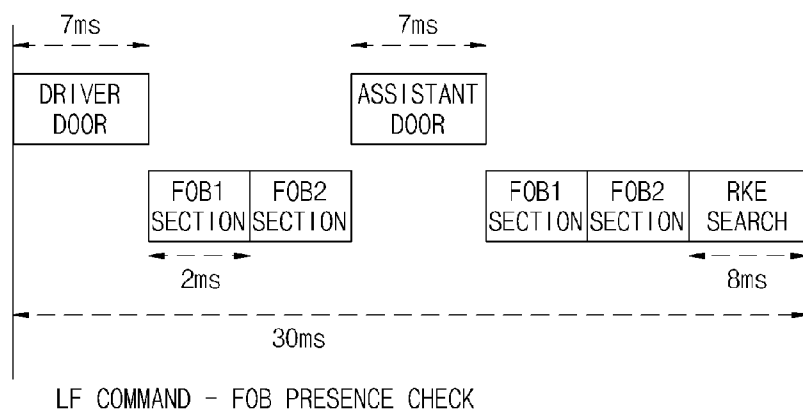 7ms 7ms
DRIVER ASSISTANT
DOOR DOOR
FOB1 FOB2 FOB1 FOB2 RKE
SECTION SECTION SECTION SECTION SEARCH
2ms 8ms
30ms
LF COMMAND - FOB PRESENCE CHECK